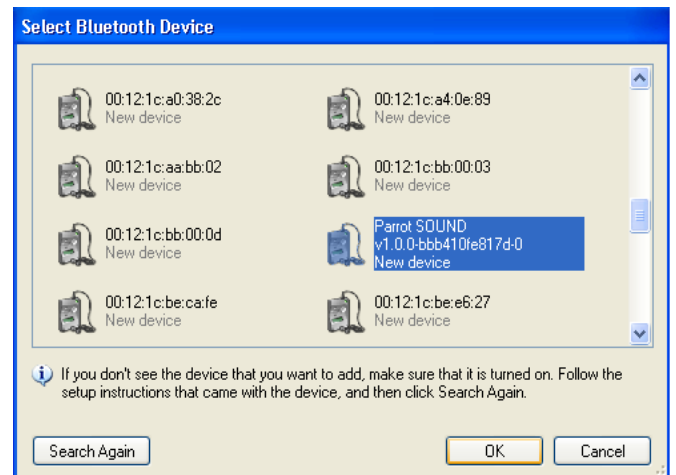 Select Bluetooth Device
00:12:1c:a0:38:2c
New device
00:12:1c:a4:0e:89
New device
00:12:1c:aa:bb:02
New device
00:12:1c:bb:00:03
New device
00:12:1c:bb:00:0d
New device
Parrot SOUND
v1.0.0-bbb410fe817d-0
New device
00:12:1c:be:ca:fe
New device
00:12:1c:be:e6:27
New device
If you don't see the device that you want to add, make sure that it is turned on. Follow the
setup instructions that came with the device, and then click Search Again.
Search Again
OK
Cancel